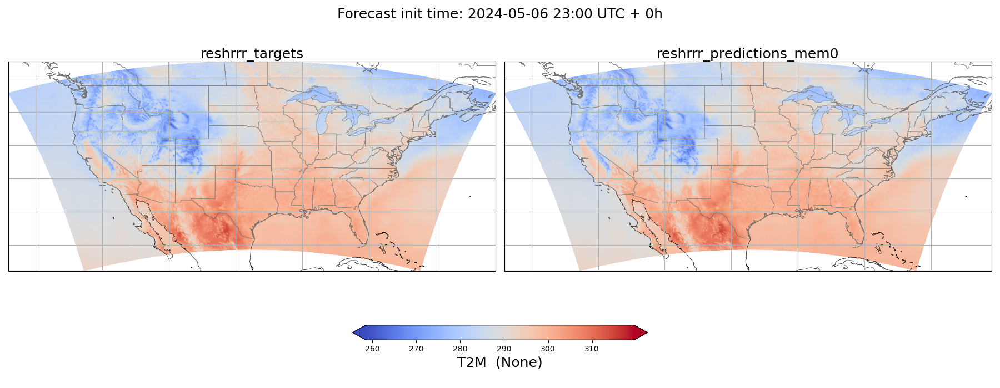 Forecast init time: 2024-05-06 23:00 UTC + 0h
reshrrr_targets
reshrrr_predictions_mem0
260 270 280 290 300 310
T2M (None)